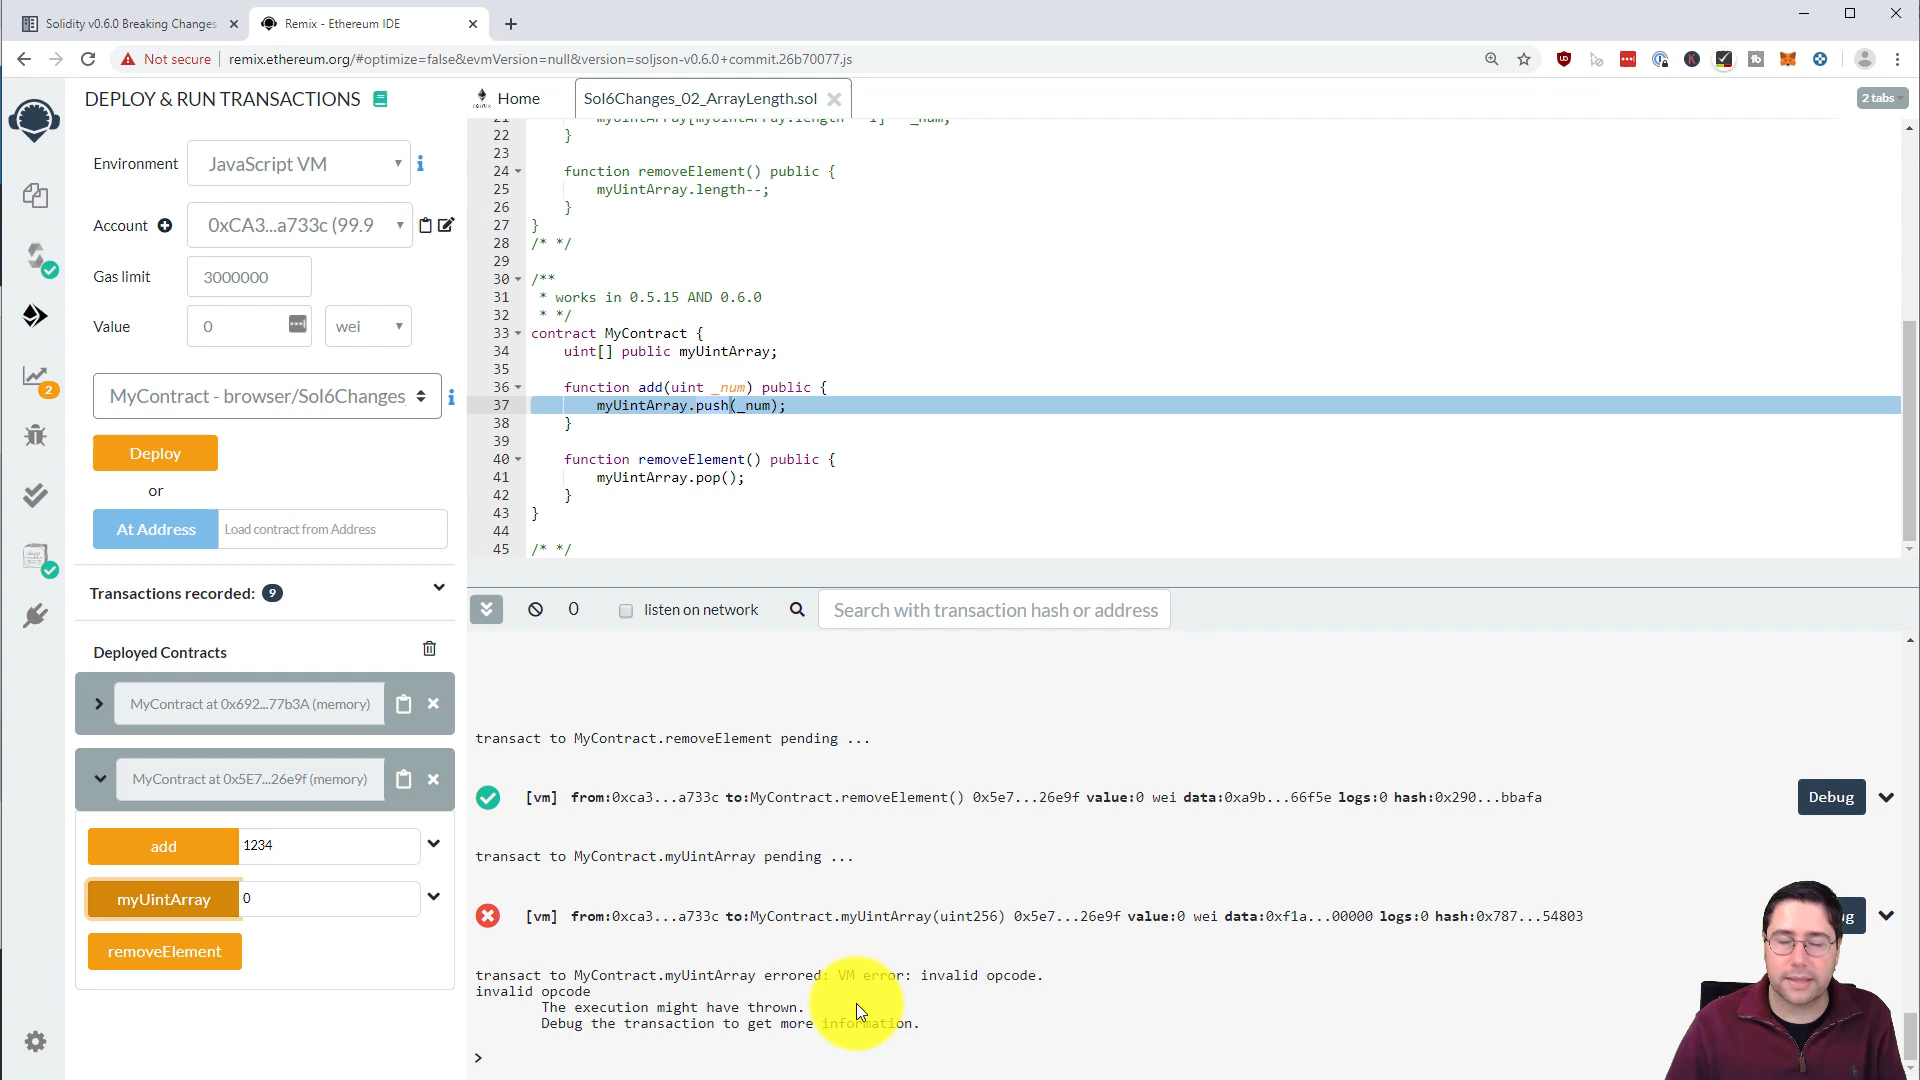 Solidity v0.6.0 Breaking Changes
Remix - Ethereum IDE
Not secure
remix.ethereum.org/#optimize=false&evmVersion=null&version=soljson-v0.6.0+commit.26b70077.js
DEPLOY & RUN TRANSACTIONS
Home
Sol6Changes_02_ArrayLength.sol
2 tabs
Environment
JavaScript VM
Account
0xCA3...a733c (99.9
Gas limit
3000000
Value
0
wei
MyContract - browser/Sol6Changes
Deploy
or
At Address
Load contract from Address
Transactions recorded: 9
2
Deployed Contracts
MyContract at 0x692...77b3A (memory)
MyContract at 0x5E7...26e9f (memory)
add
1234
myUintArray
0
removeElement
22 }
23
24 function removeElement() public {
25 myUintArray.length--;
26 }
27 }
28 /* */
29
30 /**
31 * works in 0.5.15 AND 0.6.0
32 * */
33 contract MyContract {
34 uint[] public myUintArray;
35
36 function add(uint _num) public {
37 myUintArray.push(_num);
38 }
39
40 function removeElement() public {
41 myUintArray.pop();
42 }
43 }
44
45 /* */
0
listen on network
Search with transaction hash or address
transact to MyContract.removeElement pending ...
[vm] from:0xca3...a733c to:MyContract.removeElement() 0x5e7...26e9f value:0 wei data:0xa9b...66f5e logs:0 hash:0x290...bbafa
Debug
transact to MyContract.myUintArray pending ...
[vm] from:0xca3...a733c to:MyContract.myUintArray(uint256) 0x5e7...26e9f value:0 wei data:0xf1a...00000 logs:0 hash:0x787...54803
transact to MyContract.myUintArray errored: VM error: invalid opcode.
invalid opcode
The execution might have thrown.
Debug the transaction to get more information.
>